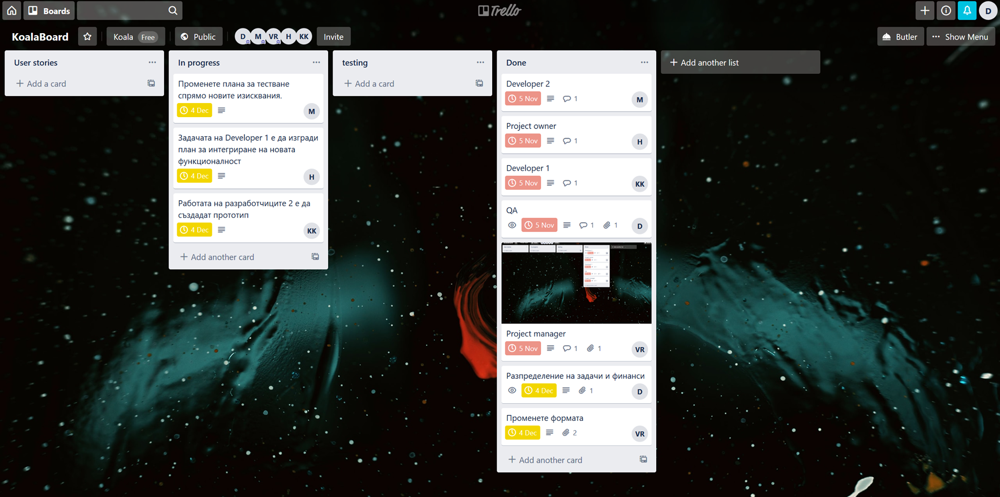 Boards
Trello
D
KoalaBoard
Koala Free
Public
D M VR H KK
Invite
Butler
Show Menu
User stories
Add a card
In progress
Променете плана за тестване
спрямо новите изисквания.
4 Dec
M
Задачата на Developer 1 е да изгради
план за интегриране на новата
функционалност
4 Dec
H
Работата на разработчиците 2 е да
създадат прототип
4 Dec
KK
Add another card
testing
Add a card
Done
Developer 2
5 Nov 1
M
Project owner
5 Nov 1
H
Developer 1
5 Nov 1
KK
QA
5 Nov 1 1
D
Project manager
5 Nov 1 1
VR
Разпределение на задачи и финанси
4 Dec 1
D
Променете формата
4 Dec 2
VR
Add another card
Add another list